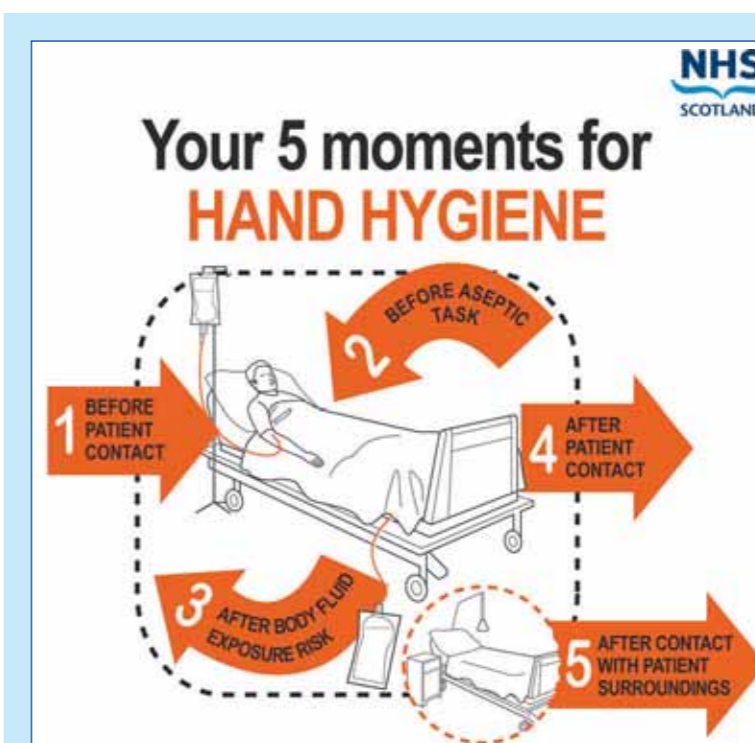 NHS
SCOTLAND
Your 5 moments for
HAND HYGIENE
1
BEFORE
PATIENT
CONTACT
2
BEFORE ASEPTIC
TASK
3
AFTER BODY FLUID
EXPOSURE RISK
4
AFTER
PATIENT
CONTACT
5
AFTER CONTACT
WITH PATIENT
SURROUNDINGS